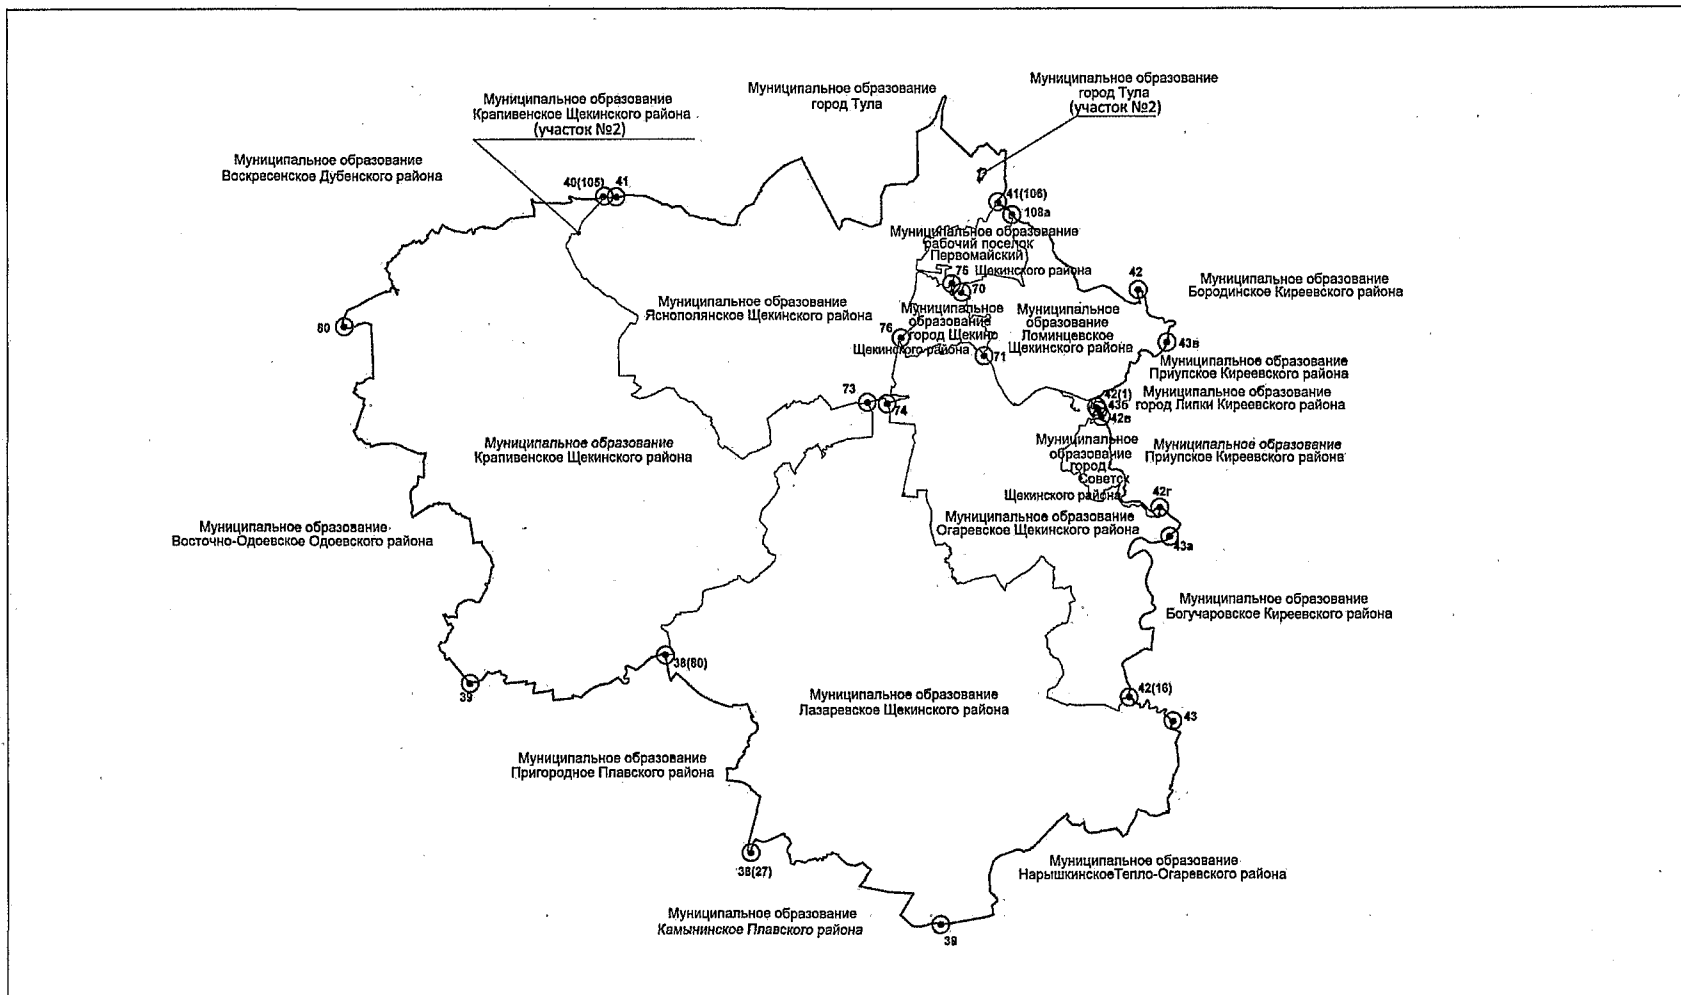 Муниципальное образование
город Тула
Муниципальное образование
город Тула
(участок №2)
Муниципальное образование
Крапивенское Щекинского района
(участок №2)
Муниципальное образование
Воскресенское Дубенского района
40(105)
41
41(106)
108а
Муниципальное образование
рабочий поселок
Первомайский
Щекинского района
75
70
42
Муниципальное образование
Бородинское Киреевского района
Муниципальное образование
Яснополянское Щекинского района
60
76
Муниципальное
образование
город Щекино
Щекинского района
Муниципальное
образование
Ломинцевское
Щекинского района
71
43в
Муниципальное образование
Приупское Киреевского района
73
74
42(1)
43б
42в
Муниципальное образование
город Липки Киреевского района
Муниципальное образование
Крапивенское Щекинского района
Муниципальное
образование
город
Советск
Щекинского района
Муниципальное образование
Приупское Киреевского района
42г
Муниципальное образование
Восточно-Одоевское Одоевского района
Муниципальное образование
Огаревское Щекинского района
43а
Муниципальное образование
Богучаровское Киреевского района
38(80)
39
Муниципальное образование
Лазаревское Щекинского района
42(16)
43
Муниципальное образование
Пригородное Плавского района
38(27)
Муниципальное образование
НарышкинскоеТепло-Огаревского района
Муниципальное образование
Камынинское Плавского района